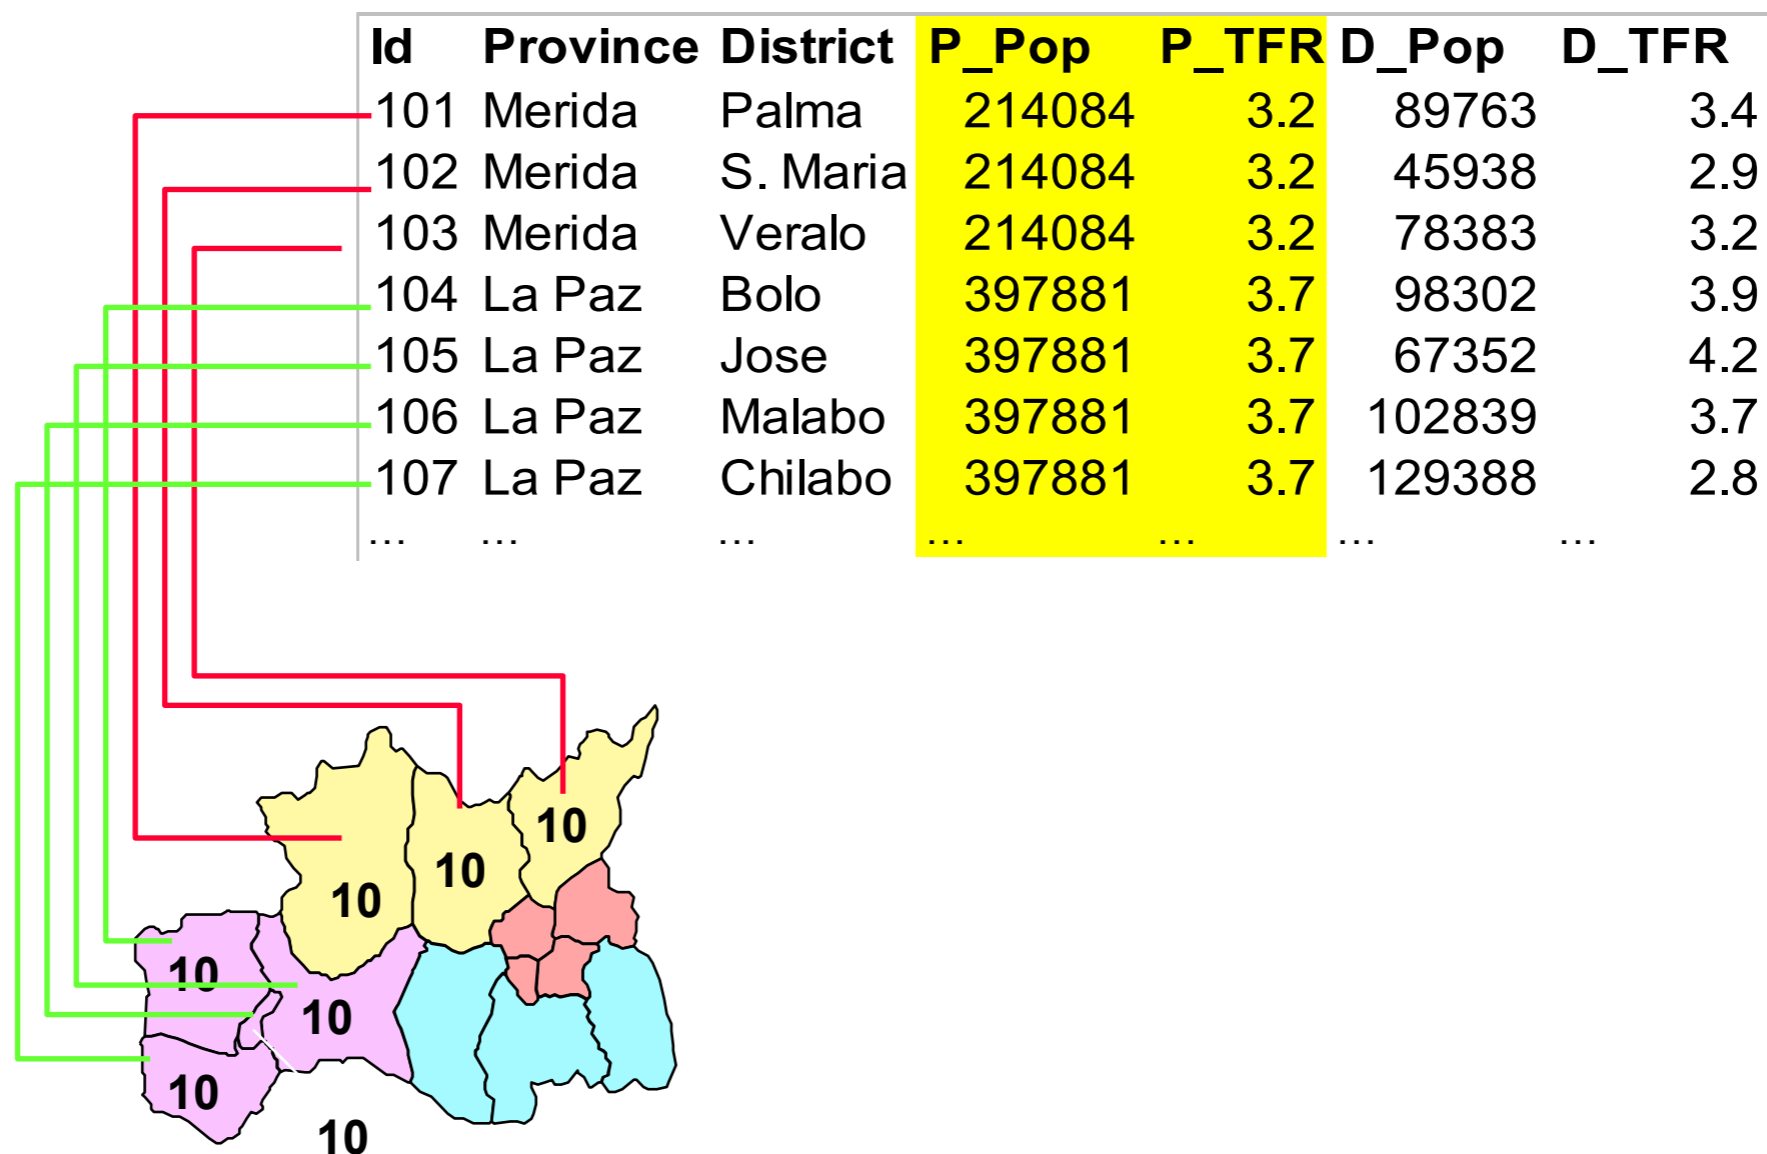 Id Province District P_Pop P_TFR D_Pop D_TFR
101 Merida Palma 214084 3.2 89763 3.4
102 Merida S. Maria 214084 3.2 45938 2.9
103 Merida Veralo 214084 3.2 78383 3.2
104 La Paz Bolo 397881 3.7 98302 3.9
105 La Paz Jose 397881 3.7 67352 4.2
106 La Paz Malabo 397881 3.7 102839 3.7
107 La Paz Chilabo 397881 3.7 129388 2.8
... ... ... ... ... ... ...
10
10
10
10
10
10
10